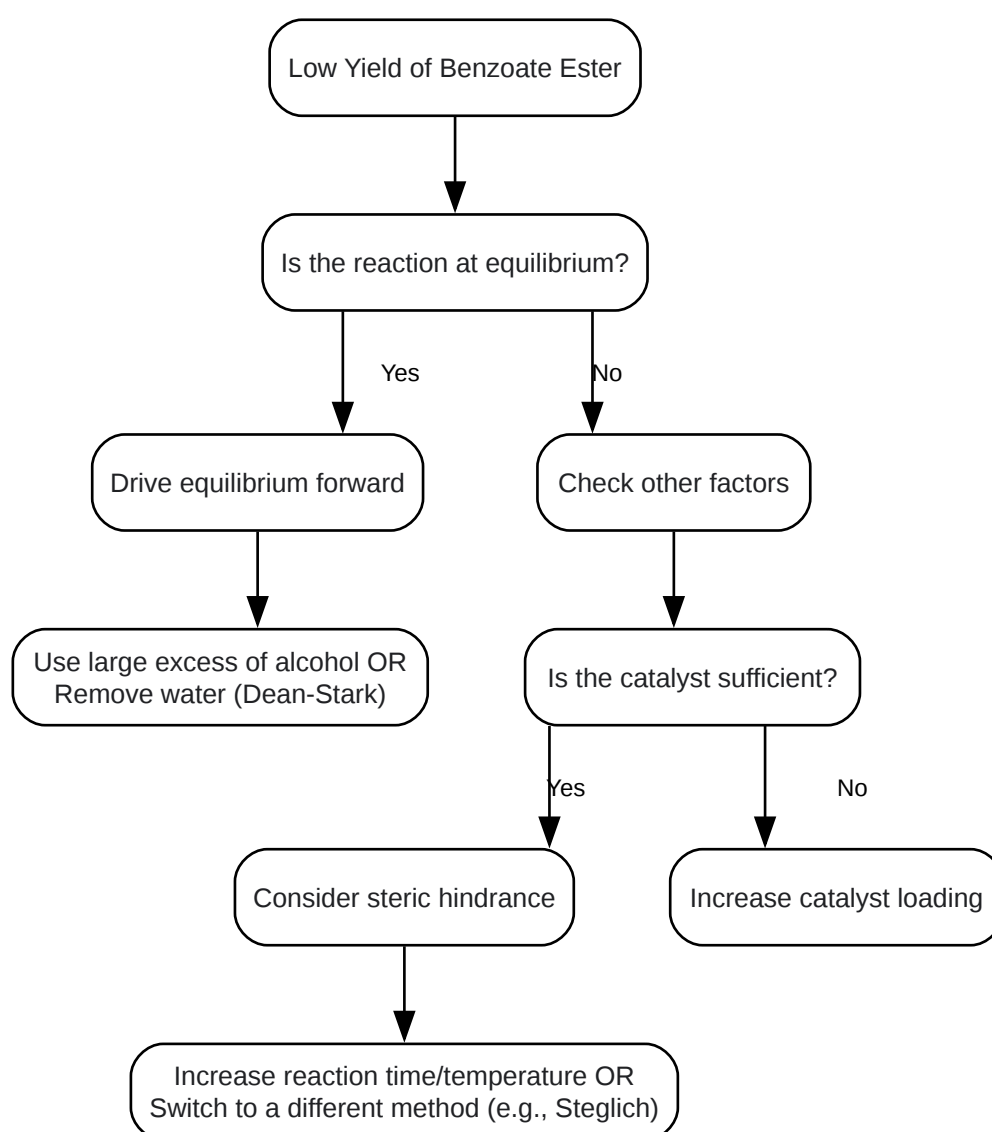 Low Yield of Benzoate Ester
Is the reaction at equilibrium?
Yes
No
Drive equilibrium forward
Check other factors
Use large excess of alcohol OR
Remove water (Dean-Stark)
Is the catalyst sufficient?
Yes
No
Consider steric hindrance
Increase catalyst loading
Increase reaction time/temperature OR
Switch to a different method (e.g., Steglich)